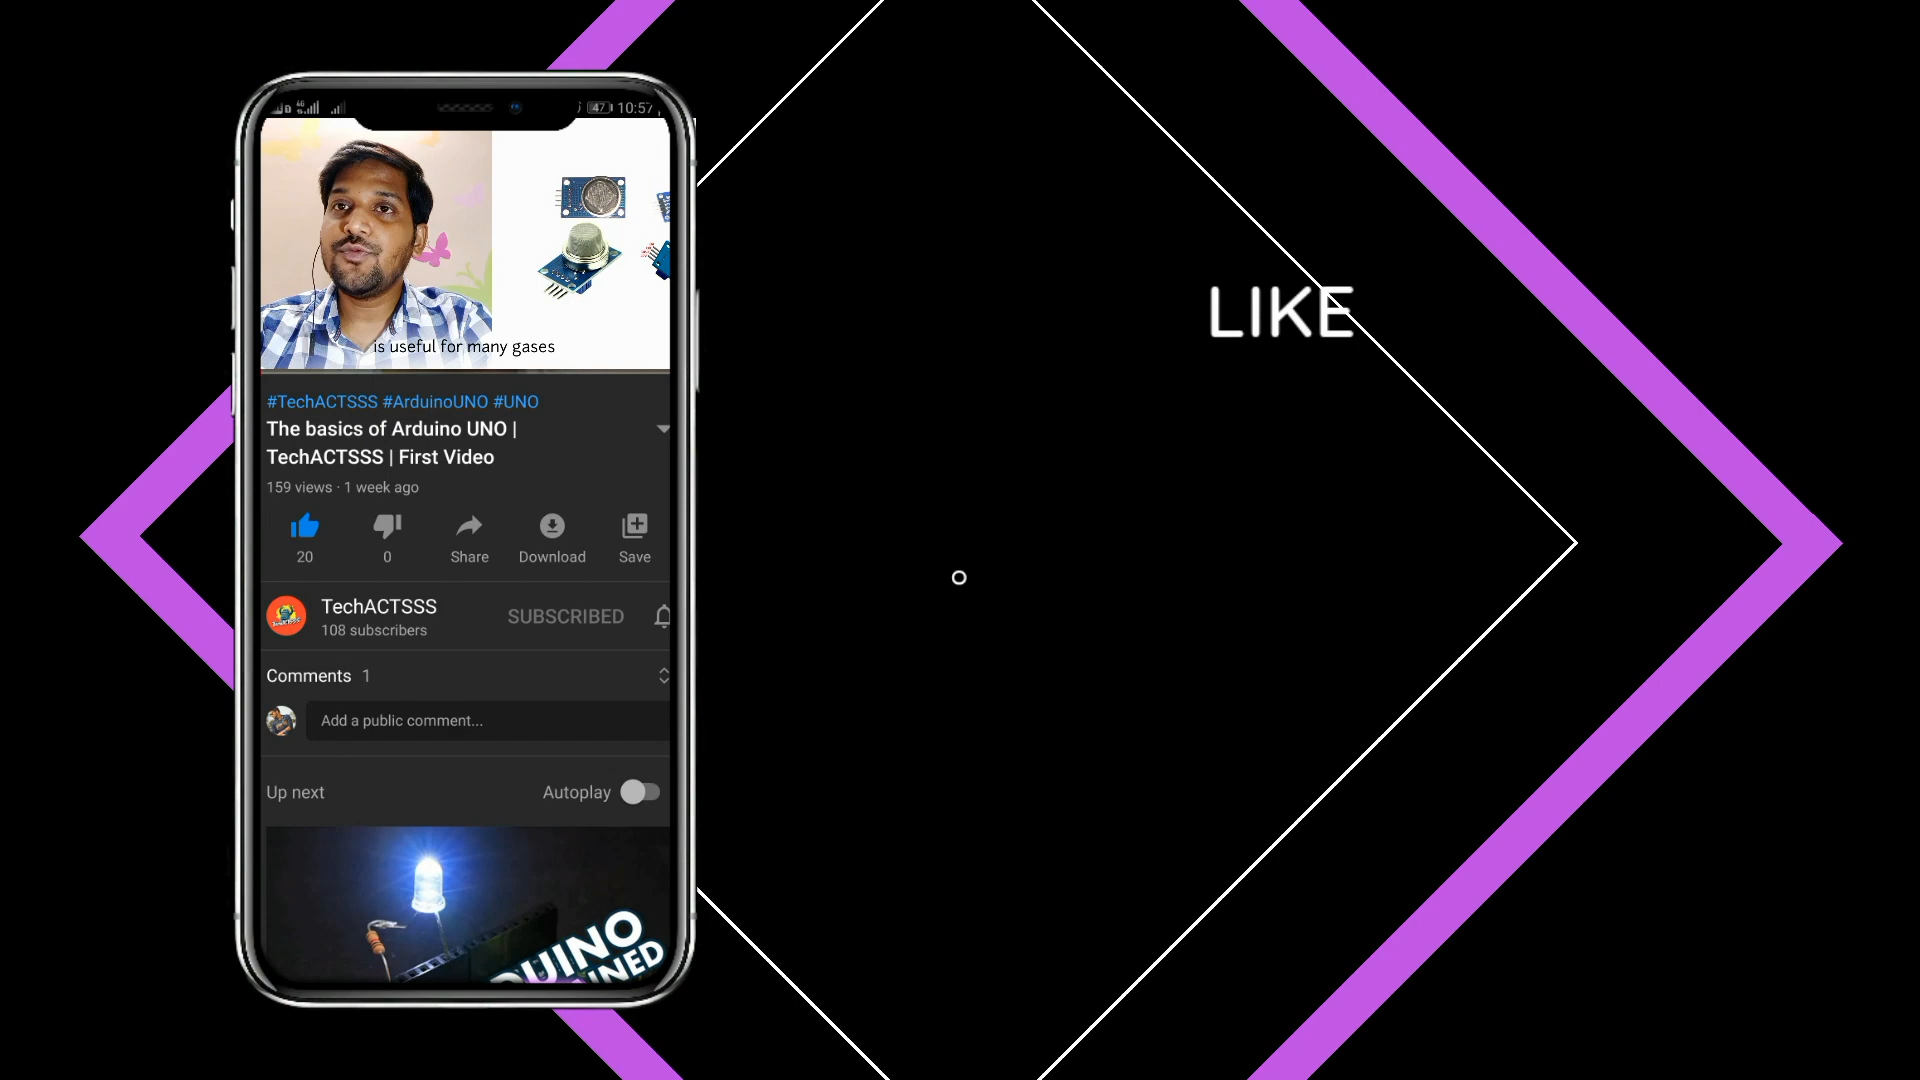 4G 47 10:57
is useful for many gases
#TechACTSSS #ArduinoUNO #UNO
The basics of Arduino UNO |
TechACTSSS | First Video
159 views · 1 week ago
20 0 Share Download Save
TechACTSSS SUBSCRIBED
108 subscribers
Comments 1
Add a public comment...
Up next Autoplay
LIKE